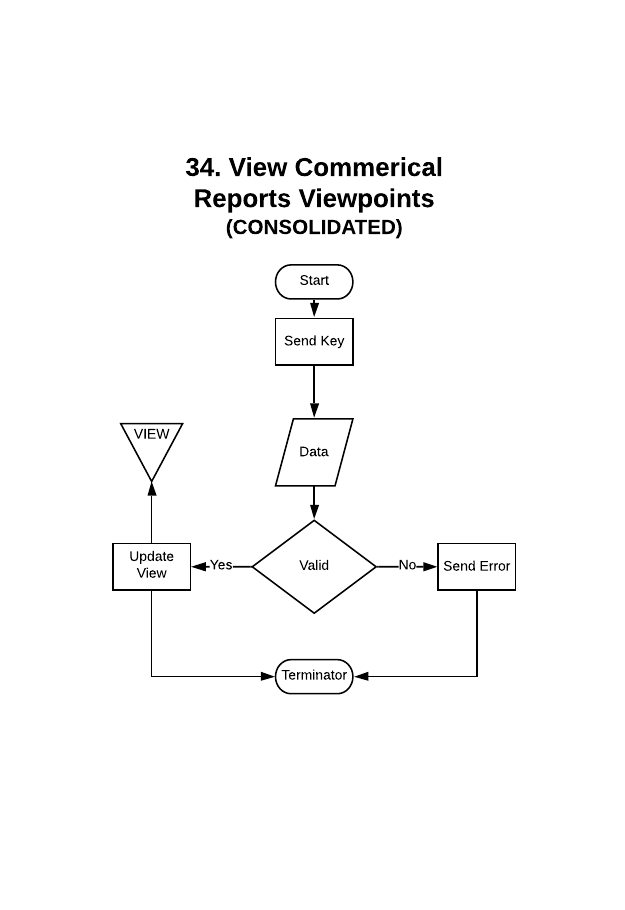 34. View Commerical
Reports Viewpoints
(CONSOLIDATED)
Start
Send Key
VIEW
Data
Update
View
Yes
Valid
No
Send Error
Terminator